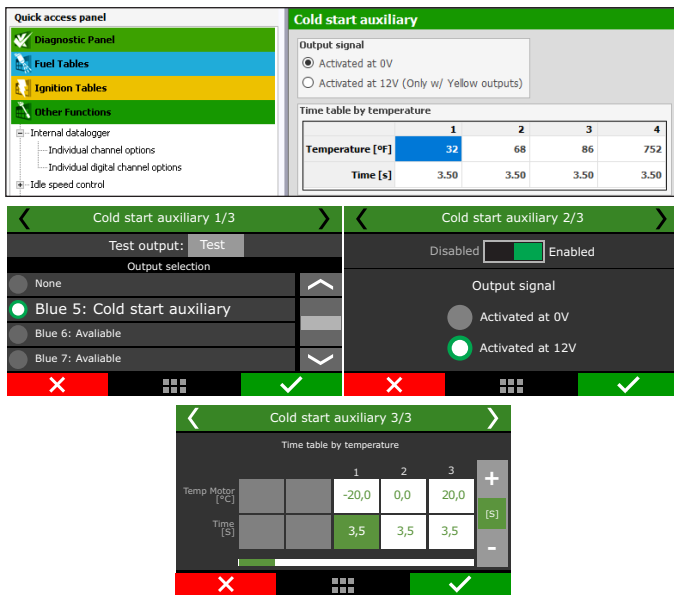 Quick access panel
Diagnostic Panel
Fuel Tables
Ignition Tables
Other Functions
Internal datalogger
Individual channel options
Individual digital channel options
Idle speed control
Cold start auxiliary
Output signal
Activated at 0V
Activated at 12V (Only w/ Yellow outputs)
Time table by temperature
1 2 3 4
Temperature [ºF] 32 68 86 752
Time [s] 3.50 3.50 3.50 3.50
Cold start auxiliary 1/3
Test output: Test
Output selection
None
Blue 5: Cold start auxiliary
Blue 6: Avaliable
Blue 7: Avaliable
Cold start auxiliary 2/3
Disabled Enabled
Output signal
Activated at 0V
Activated at 12V
Cold start auxiliary 3/3
Time table by temperature
1 2 3
Temp Motor
[°C] -20,0 0,0 20,0
Time
[S] 3,5 3,5 3,5
+
[S]
-